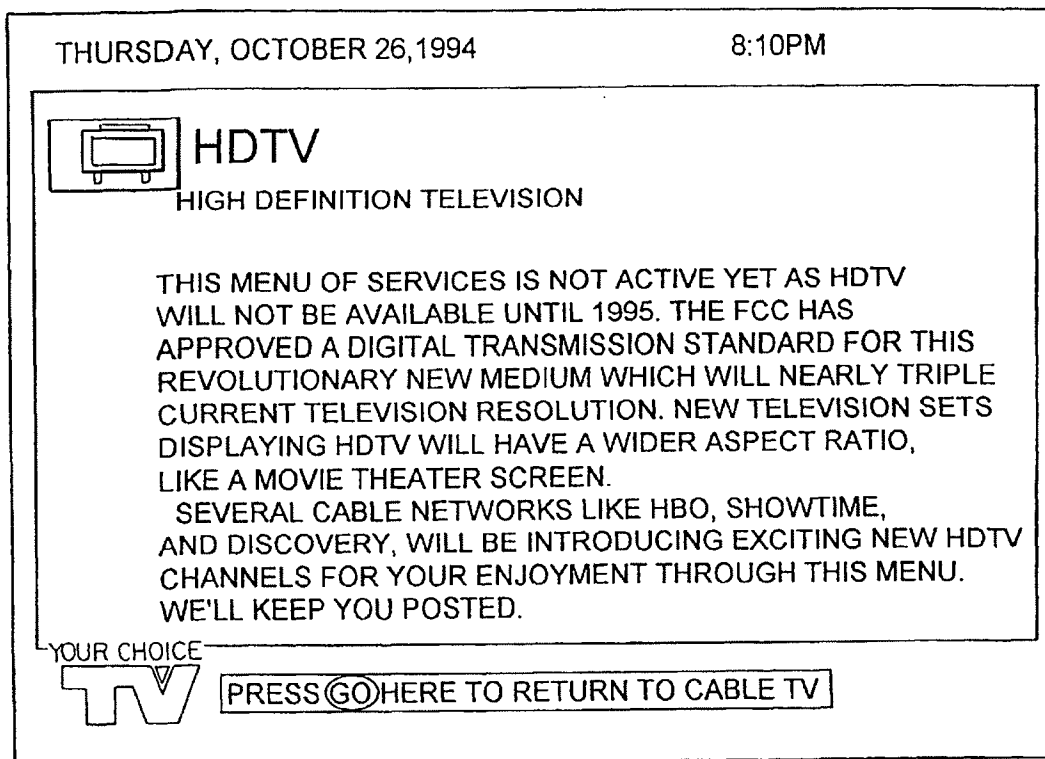 THURSDAY, OCTOBER 26,1994 8:10PM
HDTV
HIGH DEFINITION TELEVISION
THIS MENU OF SERVICES IS NOT ACTIVE YET AS HDTV
WILL NOT BE AVAILABLE UNTIL 1995. THE FCC HAS
APPROVED A DIGITAL TRANSMISSION STANDARD FOR THIS
REVOLUTIONARY NEW MEDIUM WHICH WILL NEARLY TRIPLE
CURRENT TELEVISION RESOLUTION. NEW TELEVISION SETS
DISPLAYING HDTV WILL HAVE A WIDER ASPECT RATIO,
LIKE A MOVIE THEATER SCREEN.
SEVERAL CABLE NETWORKS LIKE HBO, SHOWTIME,
AND DISCOVERY, WILL BE INTRODUCING EXCITING NEW HDTV
CHANNELS FOR YOUR ENJOYMENT THROUGH THIS MENU.
WE'LL KEEP YOU POSTED.
YOUR CHOICE
TV
PRESS GO HERE TO RETURN TO CABLE TV